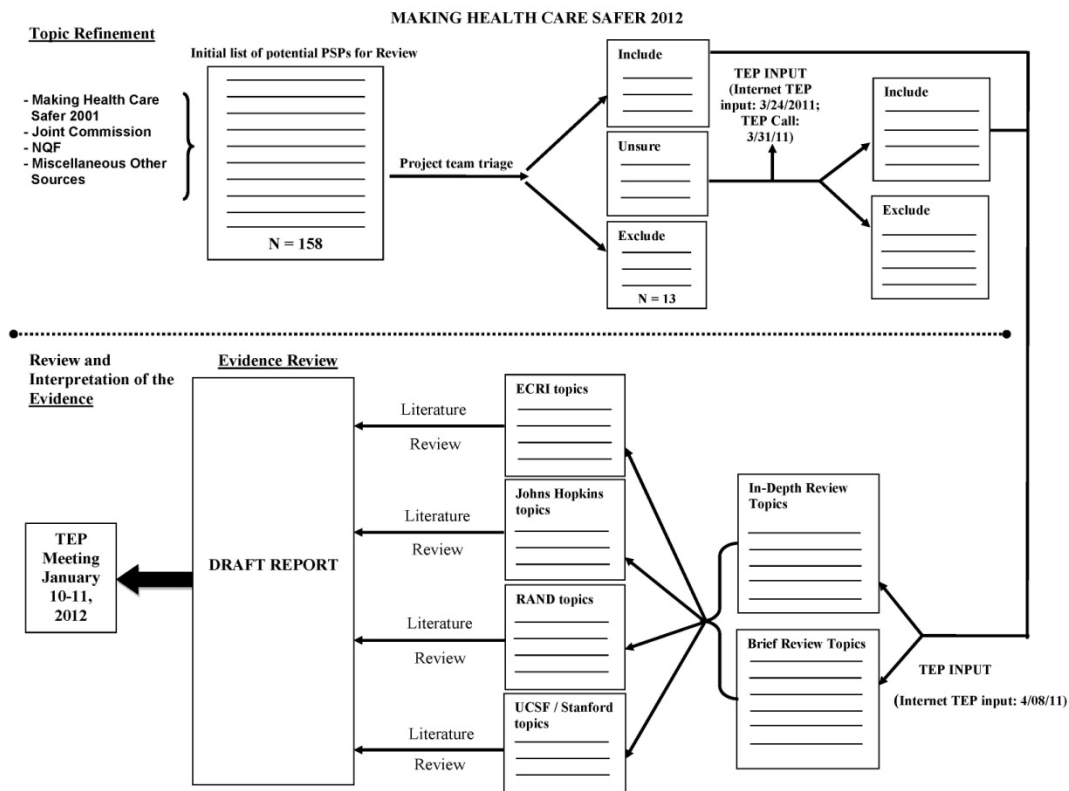 MAKING HEALTH CARE SAFER 2012
Topic Refinement
Initial list of potential PSPs for Review
- Making Health Care
Safer 2001
- Joint Commission
- NQF
- Miscellaneous Other
Sources
N = 158
Project team triage
Include
Unsure
Exclude
N = 13
TEP INPUT
(Internet TEP
input: 3/24/2011;
TEP Call:
3/31/11)
Include
Exclude
Review and
Interpretation of the
Evidence
Evidence Review
TEP
Meeting
January
10-11,
2012
DRAFT REPORT
Literature
Review
Literature
Review
Literature
Review
Literature
Review
ECRI topics
Johns Hopkins
topics
RAND topics
UCSF / Stanford
topics
In-Depth Review
Topics
Brief Review Topics
TEP INPUT
(Internet TEP input: 4/08/11)